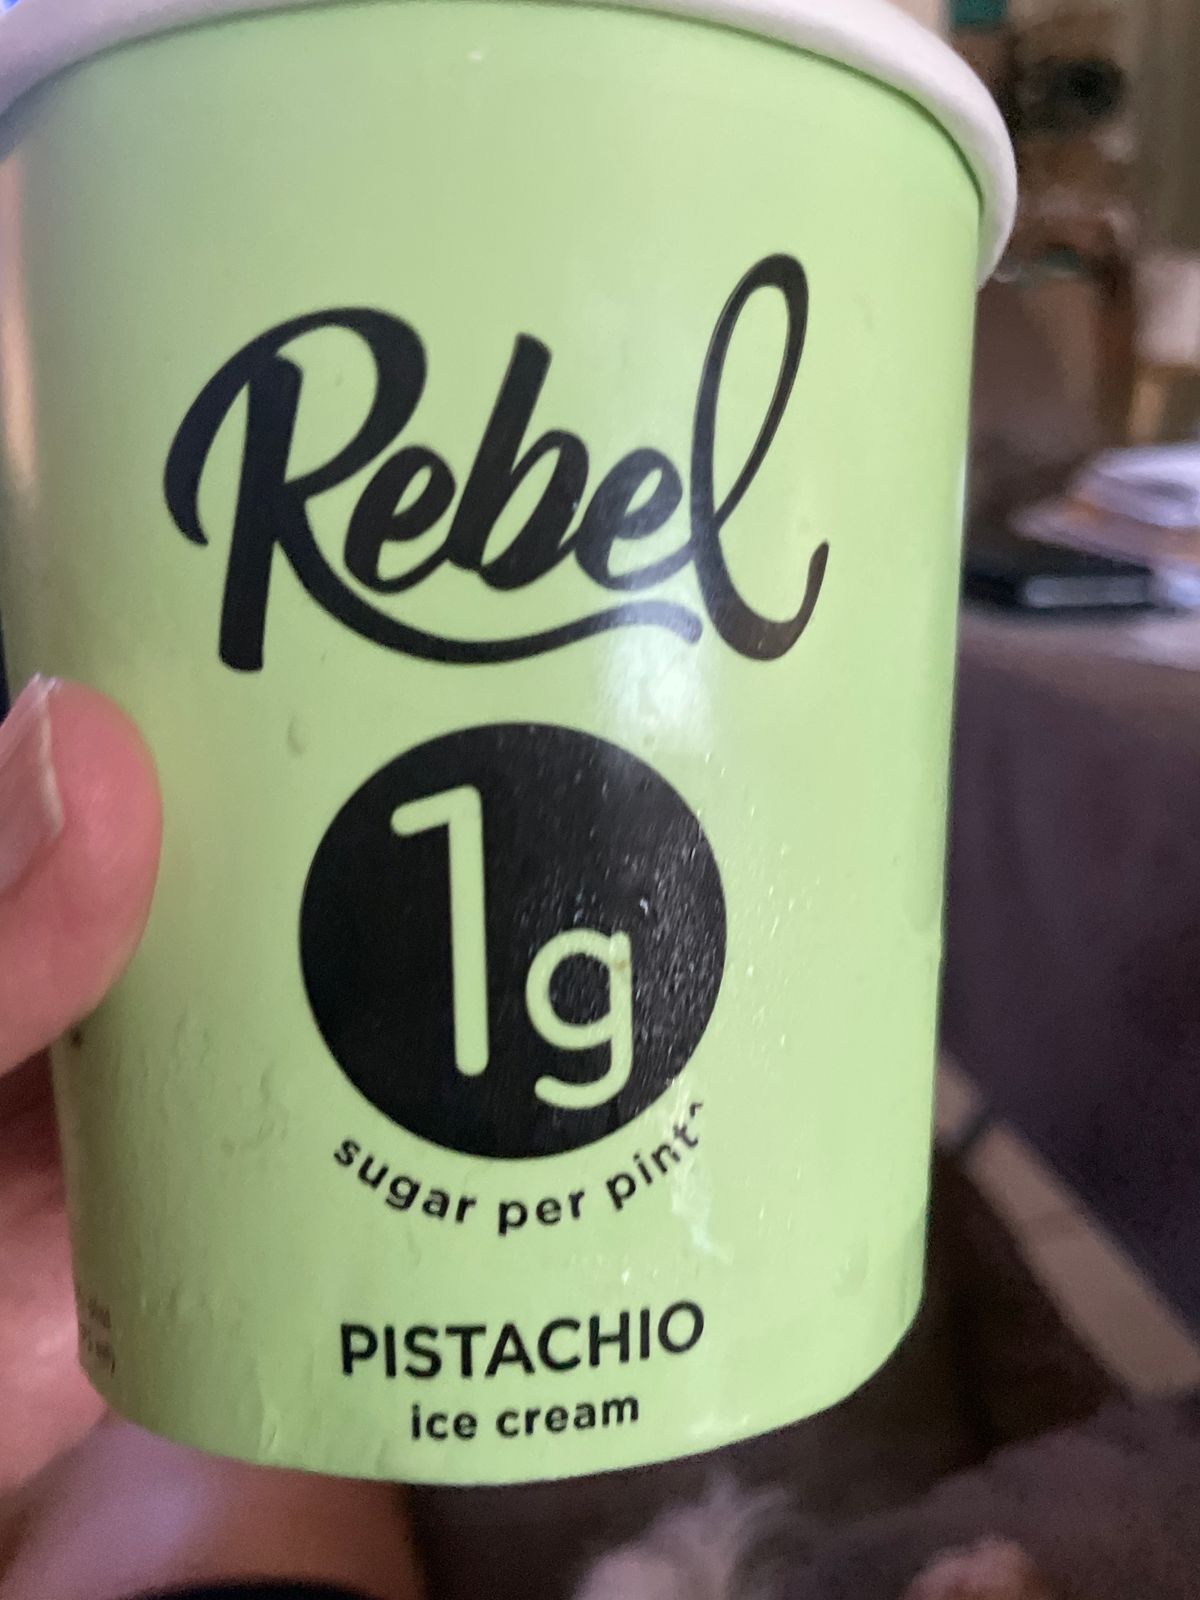 Rebel
1g
sugar per pint^
PISTACHIO
ice cream